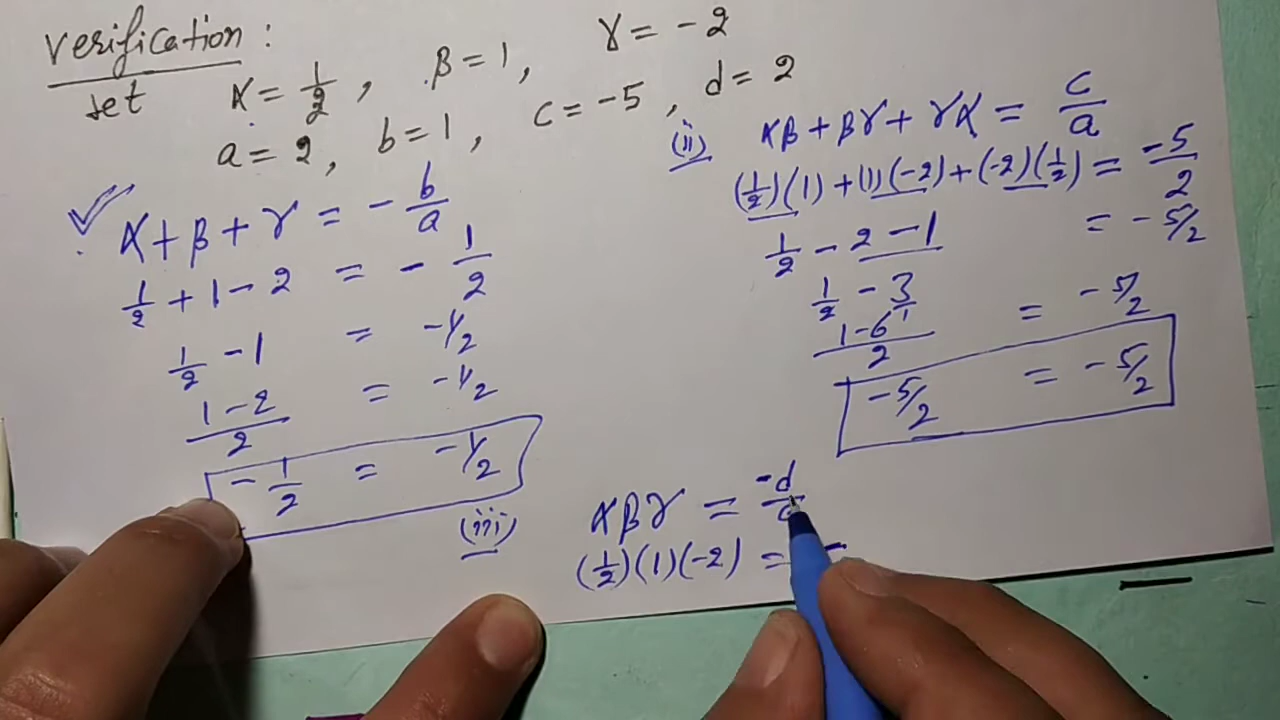 Verification:
set α = 1/2, β = 1, γ = -2
a = 2, b = 1, c = -5, d = 2
α + β + γ = - b/a
1/2 + 1 - 2 = - 1/2
1/2 - 1 = -1/2
(1-2)/2 = -1/2
- 1/2 = -1/2
(ii) αβ + βγ + γα = c/a
(1/2)(1) + (1)(-2) + (-2)(1/2) = -5/2
1/2 - 2 - 1 = -5/2
1/2 - 3/1 = -5/2
(1-6)/2
-5/2 = -5/2
(iii) αβγ = -d/a
(1/2)(1)(-2) =